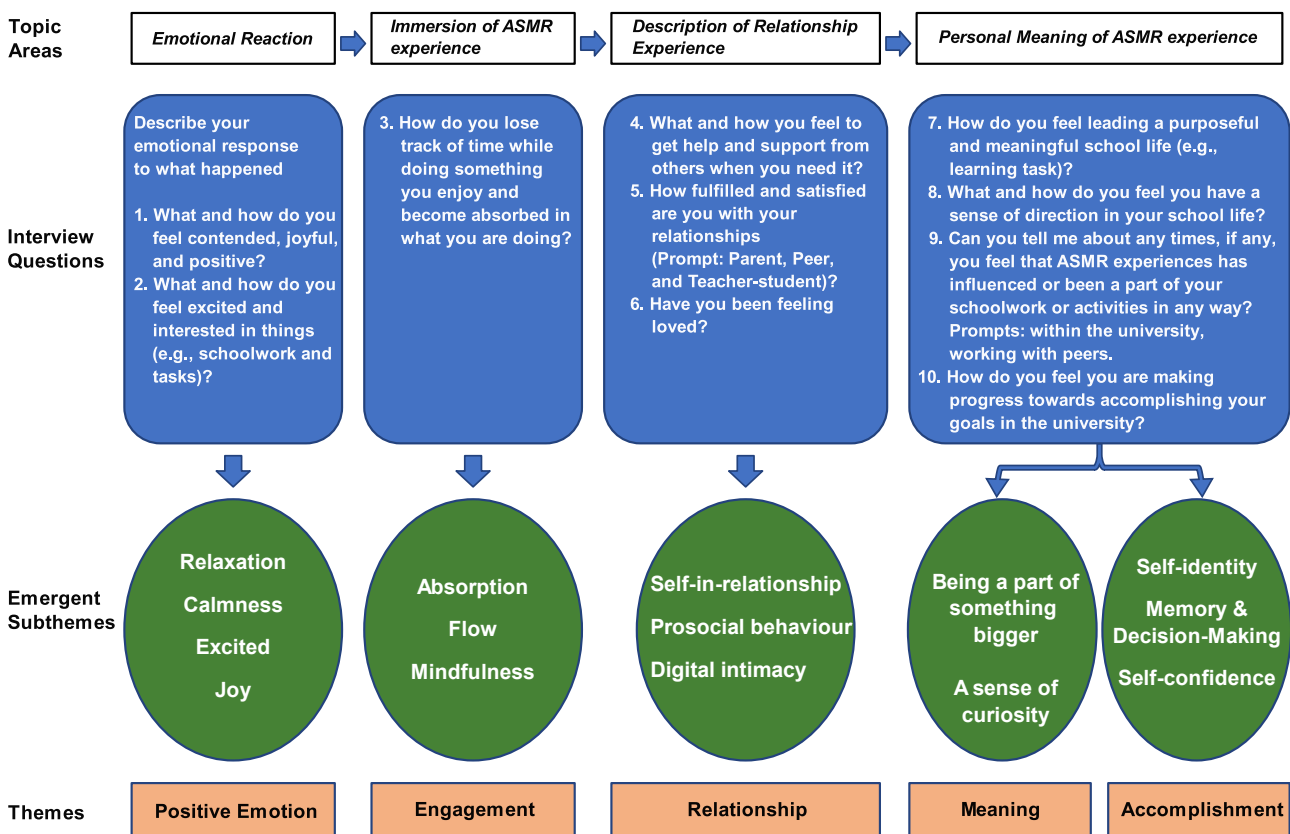 Topic
Areas
Emotional Reaction
Immersion of ASMR
experience
Description of Relationship
Experience
Personal Meaning of ASMR experience
Interview
Questions
Describe your
emotional response
to what happened
1. What and how do you
feel contended, joyful,
and positive?
2. What and how do you
feel excited and
interested in things
(e.g., schoolwork and
tasks)?
3. How do you lose
track of time while
doing something
you enjoy and
become absorbed in
what you are doing?
4. What and how you feel to
get help and support from
others when you need it?
5. How fulfilled and satisfied
are you with your
relationships
(Prompt: Parent, Peer,
and Teacher-student)?
6. Have you been feeling
loved?
7. How do you feel leading a purposeful
and meaningful school life (e.g.,
learning task)?
8. What and how do you feel you have a
sense of direction in your school life?
9. Can you tell me about any times, if any,
you feel that ASMR experiences has
influenced or been a part of your
schoolwork or activities in any way?
Prompts: within the university,
working with peers.
10. How do you feel you are making
progress towards accomplishing your
goals in the university?
Emergent
Subthemes
Relaxation
Calmness
Excited
Joy
Absorption
Flow
Mindfulness
Self-in-relationship
Prosocial behaviour
Digital intimacy
Being a part of
something
bigger
A sense of
curiosity
Self-identity
Memory &
Decision-Making
Self-confidence
Themes
Positive Emotion
Engagement
Relationship
Meaning
Accomplishment